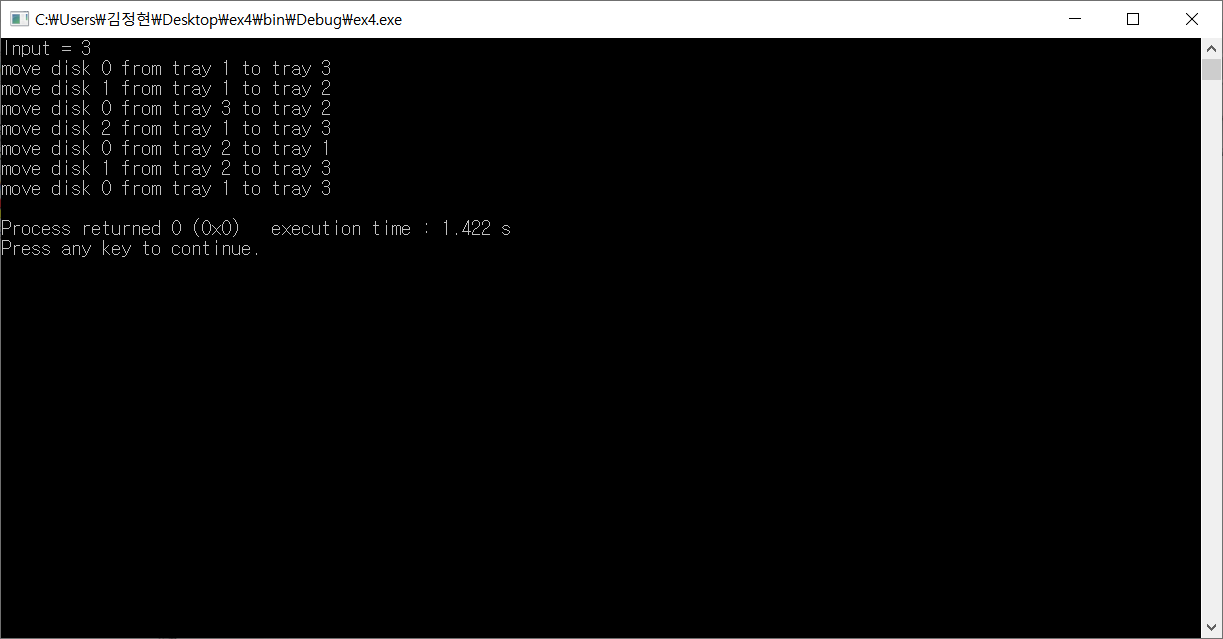 C:₩Users₩김정현₩Desktop₩ex4₩bin₩Debug₩ex4.exe
Input = 3
move disk 0 from tray 1 to tray 3
move disk 1 from tray 1 to tray 2
move disk 0 from tray 3 to tray 2
move disk 2 from tray 1 to tray 3
move disk 0 from tray 2 to tray 1
move disk 1 from tray 2 to tray 3
move disk 0 from tray 1 to tray 3
Process returned 0 (0x0)   execution time : 1.422 s
Press any key to continue.